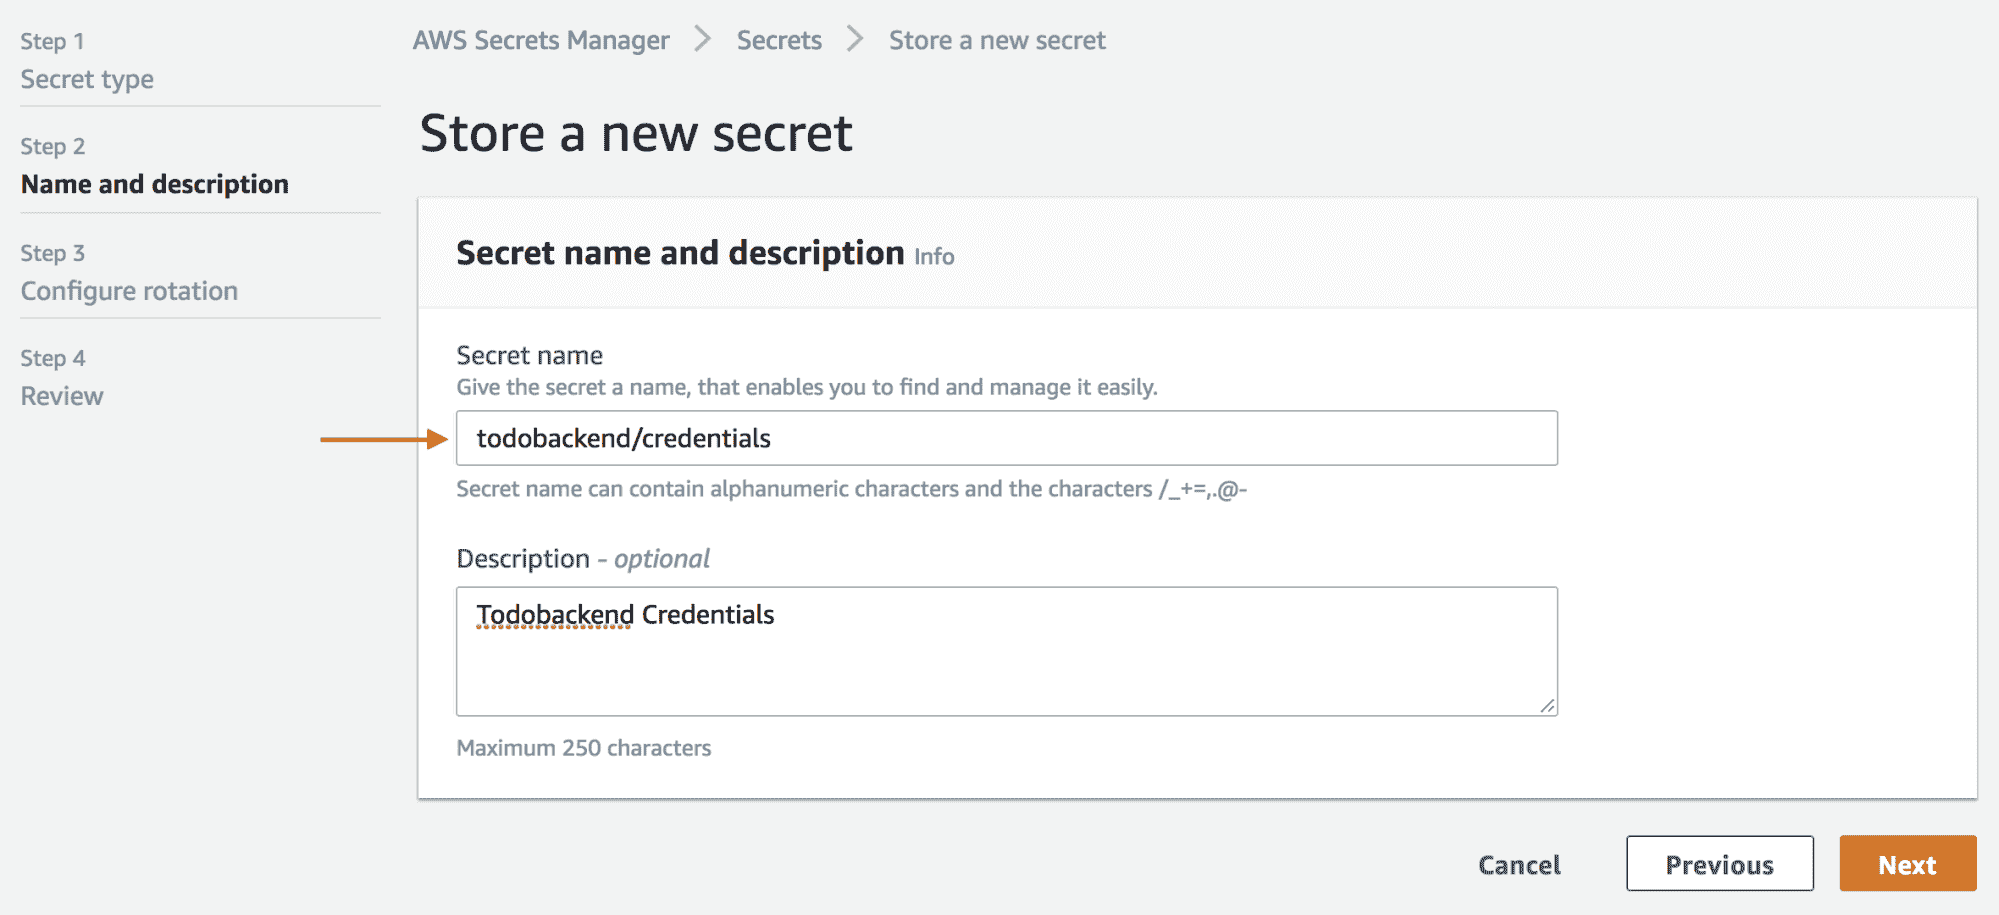 Step 1
Secret type
Step 2
Name and description
Step 3
Configure rotation
Step 4
Review
AWS Secrets Manager > Secrets > Store a new secret
Store a new secret
Secret name and description Info
Secret name
Give the secret a name, that enables you to find and manage it easily.
todobackend/credentials
Secret name can contain alphanumeric characters and the characters /_+=,.@-
Description - optional
Todobackend Credentials
Maximum 250 characters
Cancel Previous Next